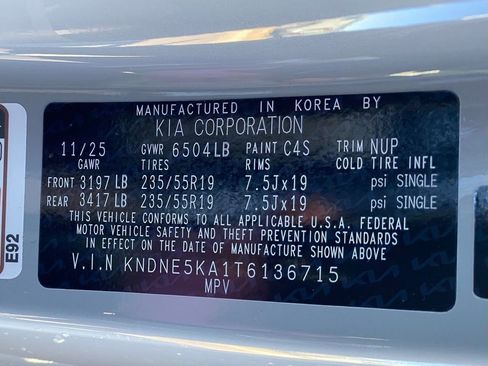 MANUFACTURED IN KOREA BY
KIA CORPORATION
11/25 GVWR 6504LB PAINT C4S TRIM NUP
GAWR TIRES RIMS COLD TIRE INFL
FRONT 3197 LB 235/55R19 7.5Jx19 psi SINGLE
REAR 3417 LB 235/55R19 7.5Jx19 psi SINGLE
THIS VEHICLE CONFORMS TO ALL APPLICABLE U.S.A. FEDERAL
MOTOR VEHICLE SAFETY AND THEFT PREVENTION STANDARDS
IN EFFECT ON THE DATE OF MANUFACTURE SHOWN ABOVE
V.I.N KNDNE5KA1T6136715
MPV
E92